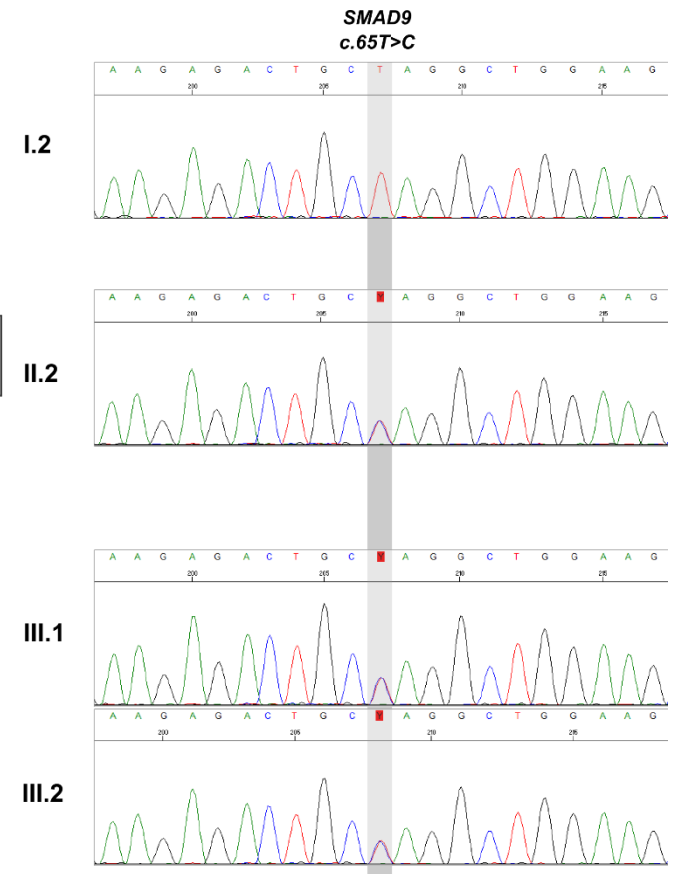 SMAD9
c.65T>C
A A G A G A C T G C T A G G C T G G A A G
200 205 210 215
I.2
A A G A G A C T G C Y A G G C T G G A A G
200 205 210 215
II.2
A A G A G A C T G C Y A G G C T G G A A G
200 205 210 215
III.1
A A G A G A C T G C Y A G G C T G G A A G
200 205 210 215
III.2